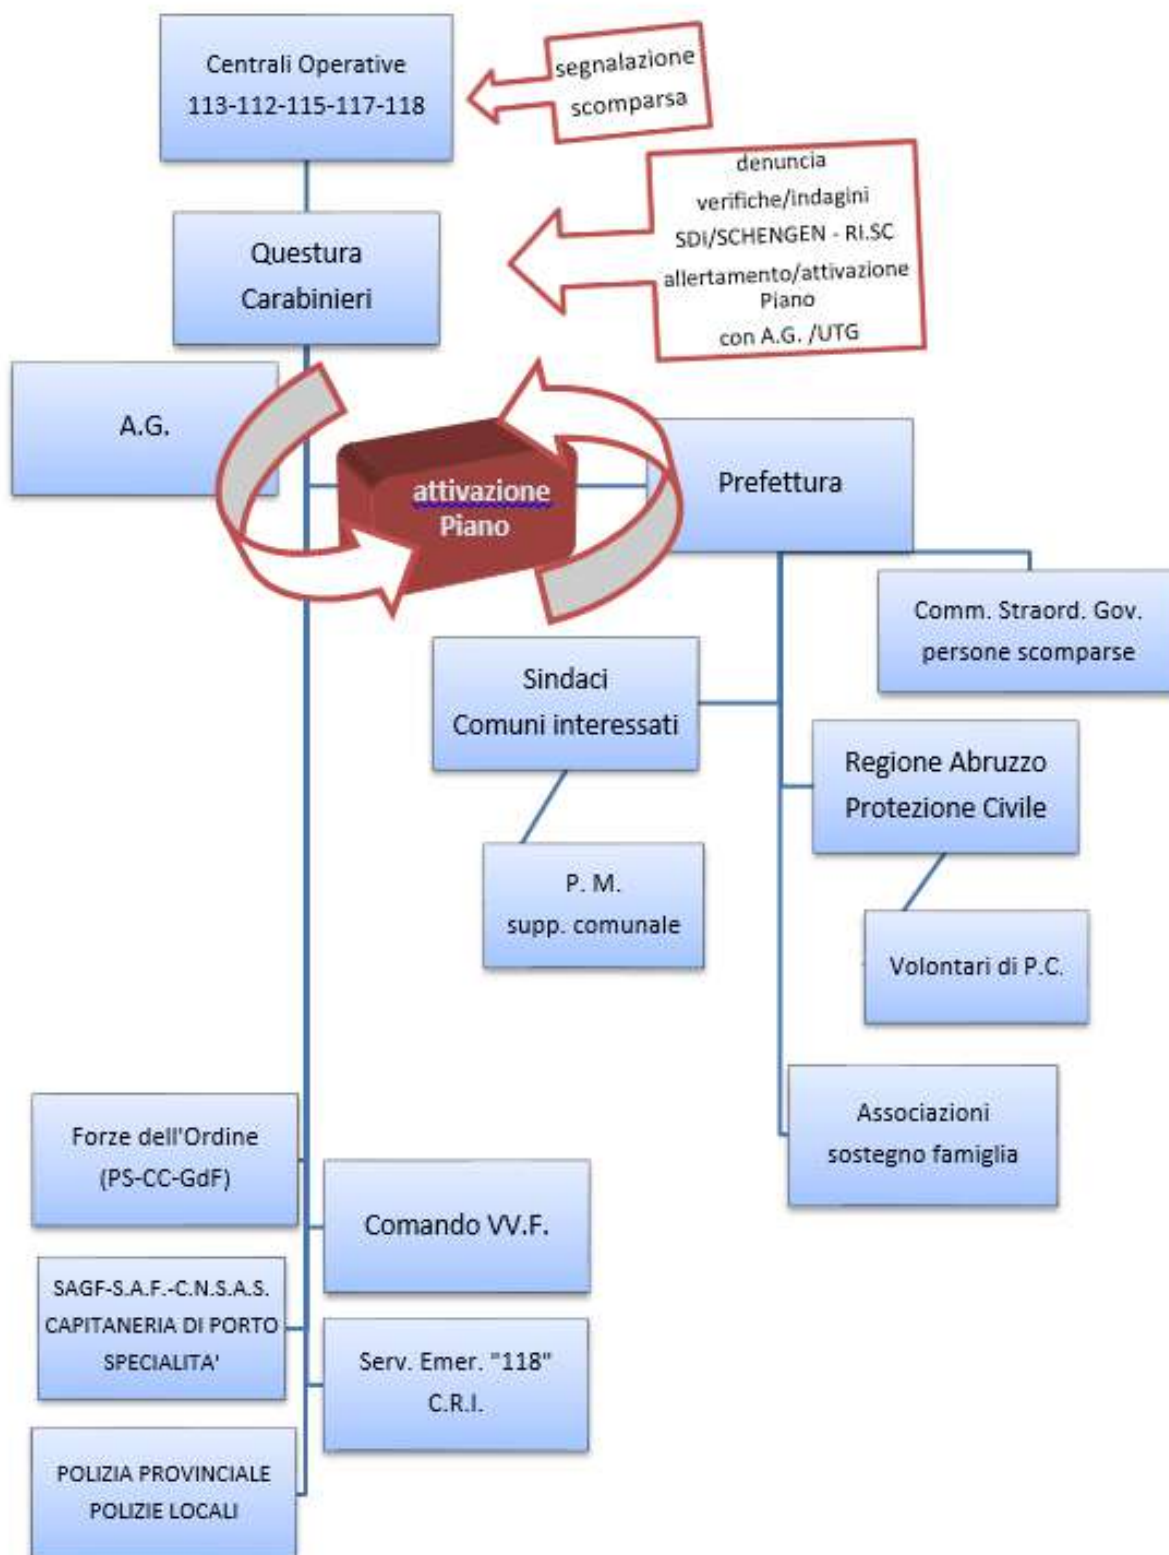 Centrali Operative
113-112-115-117-118
segnalazione
scomparsa
denuncia
verifiche/indagini
SDI/SCHENGEN - RI.SC
allertamento/attivazione
Piano
con A.G. /UTG
Questura
Carabinieri
A.G.
attivazione
Piano
Prefettura
Comm. Straord. Gov.
persone scomparse
Sindaci
Comuni interessati
Regione Abruzzo
Protezione Civile
P. M.
supp. comunale
Volontari di P.C.
Associazioni
sostegno famiglia
Forze dell'Ordine
(PS-CC-GdF)
Comando VV.F.
SAGF-S.A.F.-C.N.S.A.S.
CAPITANERIA DI PORTO
SPECIALITA'
Serv. Emer. "118"
C.R.I.
POLIZIA PROVINCIALE
POLIZIE LOCALI